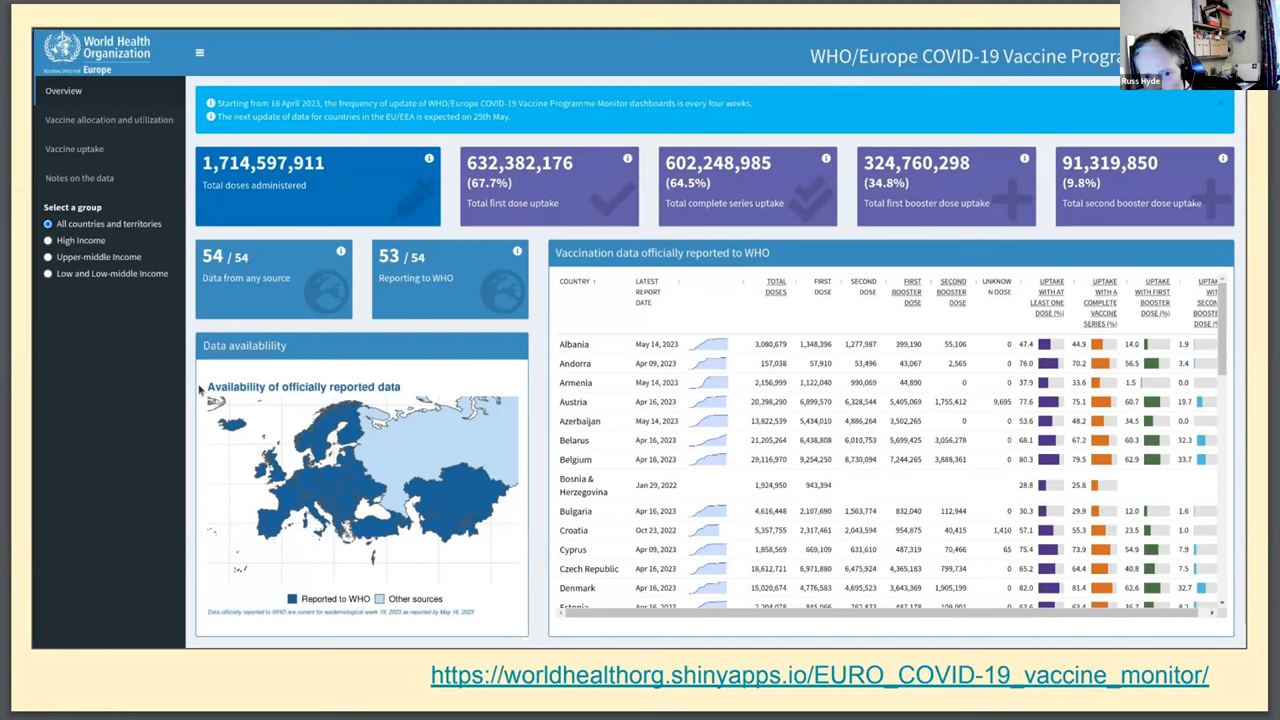 World Health
Organization
REGIONAL OFFICE FOR Europe
WHO/Europe COVID-19 Vaccine Progra
Russ Hyde
Overview
Vaccine allocation and utilization
Vaccine uptake
Notes on the data
Select a group
All countries and territories
High Income
Upper-middle Income
Low and Low-middle Income
Starting from 18 April 2023, the frequency of update of WHO/Europe COVID-19 Vaccine Programme Monitor dashboards is every four weeks.
The next update of data for countries in the EU/EEA is expected on 25th May.
1,714,597,911
Total doses administered
632,382,176
(67.7%)
Total first dose uptake
602,248,985
(64.5%)
Total complete series uptake
324,760,298
(34.8%)
Total first booster dose uptake
91,319,850
(9.8%)
Total second booster dose uptake
54 / 54
Data from any source
53 / 54
Reporting to WHO
Data availablility
Availability of officially reported data
Reported to WHO Other sources
Data officially reported to WHO are current for epidemiological week 19, 2023 as reported by May 16, 2023
Vaccination data officially reported to WHO
COUNTRY ↑ LATEST REPORT DATE TOTAL DOSES FIRST DOSE SECOND DOSE FIRST BOOSTER DOSE SECOND BOOSTER DOSE UNKNOW N DOSE UPTAKE WITH AT LEAST ONE DOSE (%) UPTAKE WITH A COMPLETE VACCINE SERIES (%) UPTAKE WITH FIRST BOOSTER DOSE (%) UPTAK WIT SECON BOOSTE DOSE (%
Albania May 14, 2023 3,080,679 1,348,396 1,277,987 399,190 55,106 0 47.4 44.9 14.0 1.9
Andorra Apr 09, 2023 157,038 57,910 53,496 43,067 2,565 0 76.0 70.2 56.5 3.4
Armenia May 14, 2023 2,156,999 1,122,040 990,069 44,890 0 0 37.9 33.6 1.5 0.0
Austria Apr 16, 2023 20,398,290 6,899,570 6,328,544 5,405,069 1,755,412 9,695 77.6 75.1 60.7 19.7
Azerbaijan May 14, 2023 13,822,539 5,434,010 4,886,264 3,502,265 0 53.6 48.2 34.5 0.0
Belarus Apr 16, 2023 21,205,264 6,438,808 6,010,753 5,699,425 3,056,278 0 68.1 67.2 60.3 32.3
Belgium Apr 16, 2023 29,116,970 9,254,250 8,730,094 7,244,265 3,888,361 0 80.3 79.5 62.9 33.7
Bosnia & Herzegovina Jan 29, 2022 1,924,950 943,394 28.8 25.8
Bulgaria Apr 16, 2023 4,616,448 2,107,690 1,563,774 832,040 112,944 0 30.3 29.9 12.0 1.6
Croatia Oct 23, 2022 5,357,755 2,317,461 2,043,594 954,875 40,415 1,410 57.1 55.3 23.5 1.0
Cyprus Apr 09, 2023 1,858,569 669,109 631,610 487,319 70,466 65 75.4 73.9 54.9 7.9
Czech Republic Apr 16, 2023 18,612,721 6,971,880 6,475,924 4,365,183 799,734 0 65.2 64.4 40.8 7.5
Denmark Apr 16, 2023 15,020,674 4,776,583 4,695,523 3,643,369 1,905,199 0 82.0 81.4 62.6 32.7
Estonia Apr 16, 2023
https://worldhealthorg.shinyapps.io/EURO_COVID-19_vaccine_monitor/